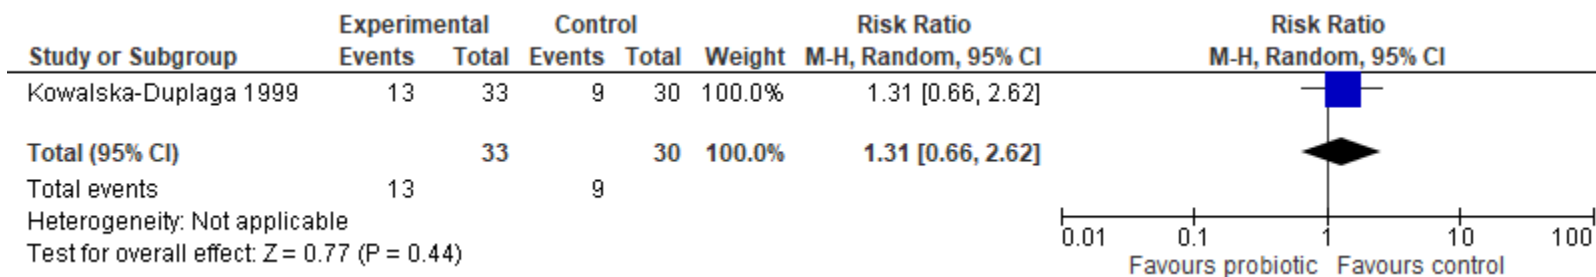 Experimental Control Risk Ratio Risk Ratio
Study or Subgroup Events Total Events Total Weight M-H, Random, 95% CI M-H, Random, 95% CI
Kowalska-Duplaga 1999 13 33 9 30 100.0% 1.31 [0.66, 2.62]
Total (95% CI) 33 30 100.0% 1.31 [0.66, 2.62]
Total events 13 9
Heterogeneity: Not applicable
Test for overall effect: Z = 0.77 (P = 0.44)
0.01 0.1 1 10 100
Favours probiotic Favours control